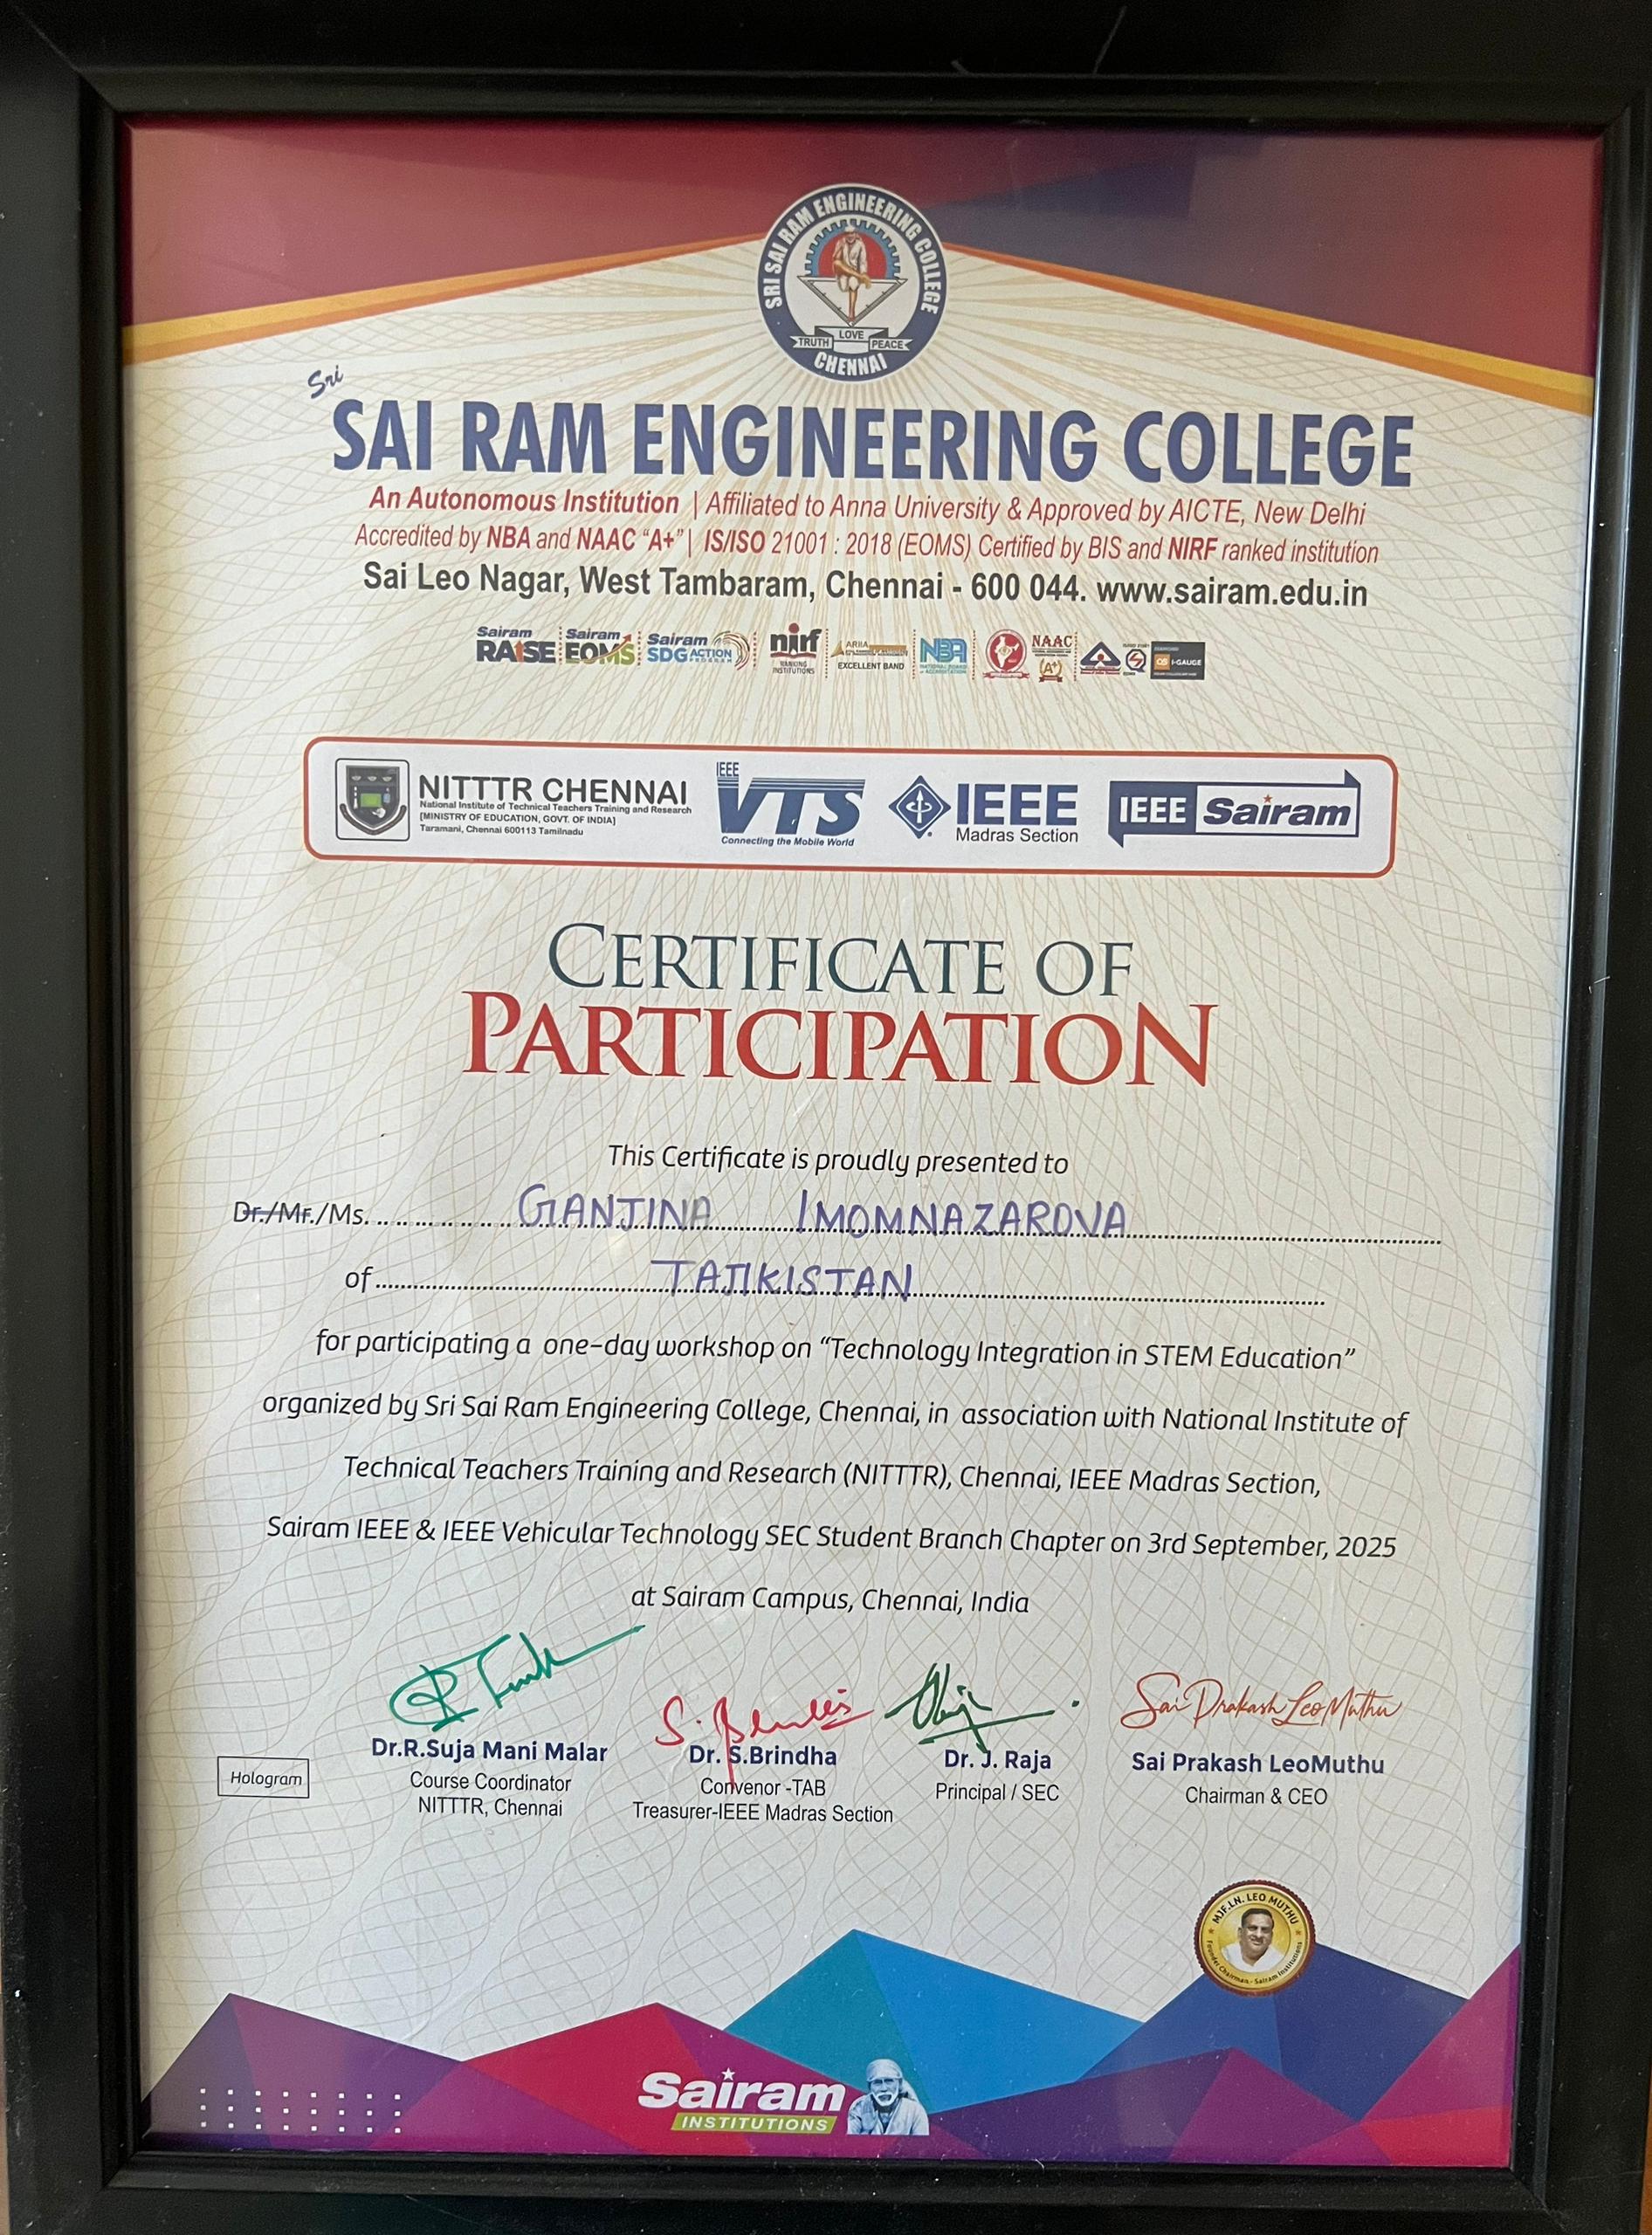 SRI SAI RAM ENGINEERING COLLEGE
TRUTH LOVE PEACE
CHENNAI
Sri
SAI RAM ENGINEERING COLLEGE
An Autonomous Institution | Affiliated to Anna University & Approved by AICTE, New Delhi
Accredited by NBA and NAAC “A+” | IS/ISO 21001 : 2018 (EOMS) Certified by BIS and NIRF ranked institution
Sai Leo Nagar, West Tambaram, Chennai - 600 044. www.sairam.edu.in
Sairam RAISE Sairam EOMS Sairam SDG ACTION nirf RANKING INSTITUTIONS ARIIA EXCELLENT BAND NBA NAAC A+ QS I-GAUGE
NITTTR CHENNAI
National Institute of Technical Teachers Training and Research
[MINISTRY OF EDUCATION, GOVT. OF INDIA]
Taramani, Chennai 600113 Tamilnadu
IEEE
VTS
Connecting the Mobile World
IEEE
Madras Section
IEEE Sairam
CERTIFICATE OF
PARTICIPATION
This Certificate is proudly presented to
Dr./Mr./Ms. GANJINA IMOMNAZAROVA
of TAJIKISTAN
for participating a one-day workshop on “Technology Integration in STEM Education”
organized by Sri Sai Ram Engineering College, Chennai, in association with National Institute of
Technical Teachers Training and Research (NITTTR), Chennai, IEEE Madras Section,
Sairam IEEE & IEEE Vehicular Technology SEC Student Branch Chapter on 3rd September, 2025
at Sairam Campus, Chennai, India
Sai Prakash LeoMuthu
Hologram
Dr.R.Suja Mani Malar
Course Coordinator
NITTTR, Chennai
Dr. S.Brindha
Convenor -TAB
Treasurer-IEEE Madras Section
Dr. J. Raja
Principal / SEC
Sai Prakash LeoMuthu
Chairman & CEO
MJF.LN. LEO MUTHU
Founder Chairman - Sairam Institutions
Sairam
INSTITUTIONS